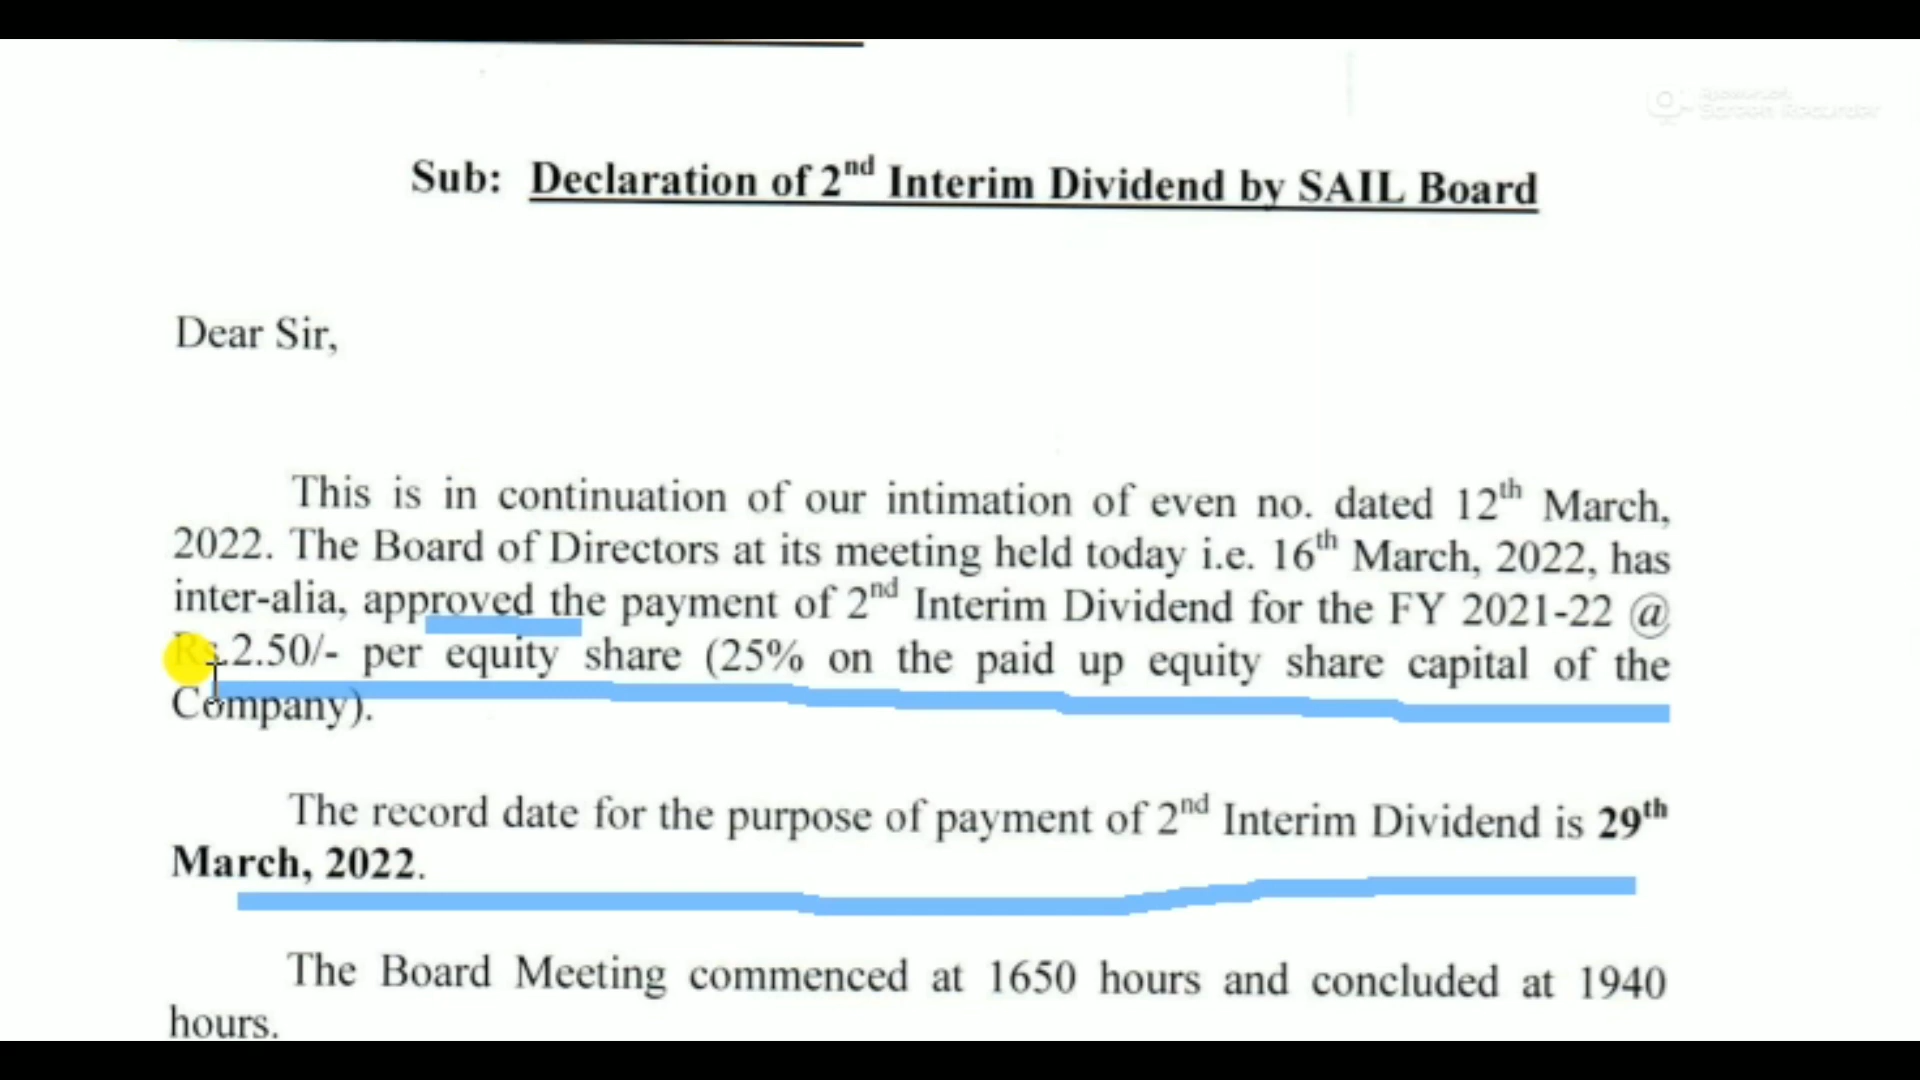 Screen Recorder
Sub: Declaration of 2nd Interim Dividend by SAIL Board
Dear Sir,
This is in continuation of our intimation of even no. dated 12th March,
2022. The Board of Directors at its meeting held today i.e. 16th March, 2022, has
inter-alia, approved the payment of 2nd Interim Dividend for the FY 2021-22 @
Rs.2.50/- per equity share (25% on the paid up equity share capital of the
Company).
The record date for the purpose of payment of 2nd Interim Dividend is 29th
March, 2022.
The Board Meeting commenced at 1650 hours and concluded at 1940
hours.